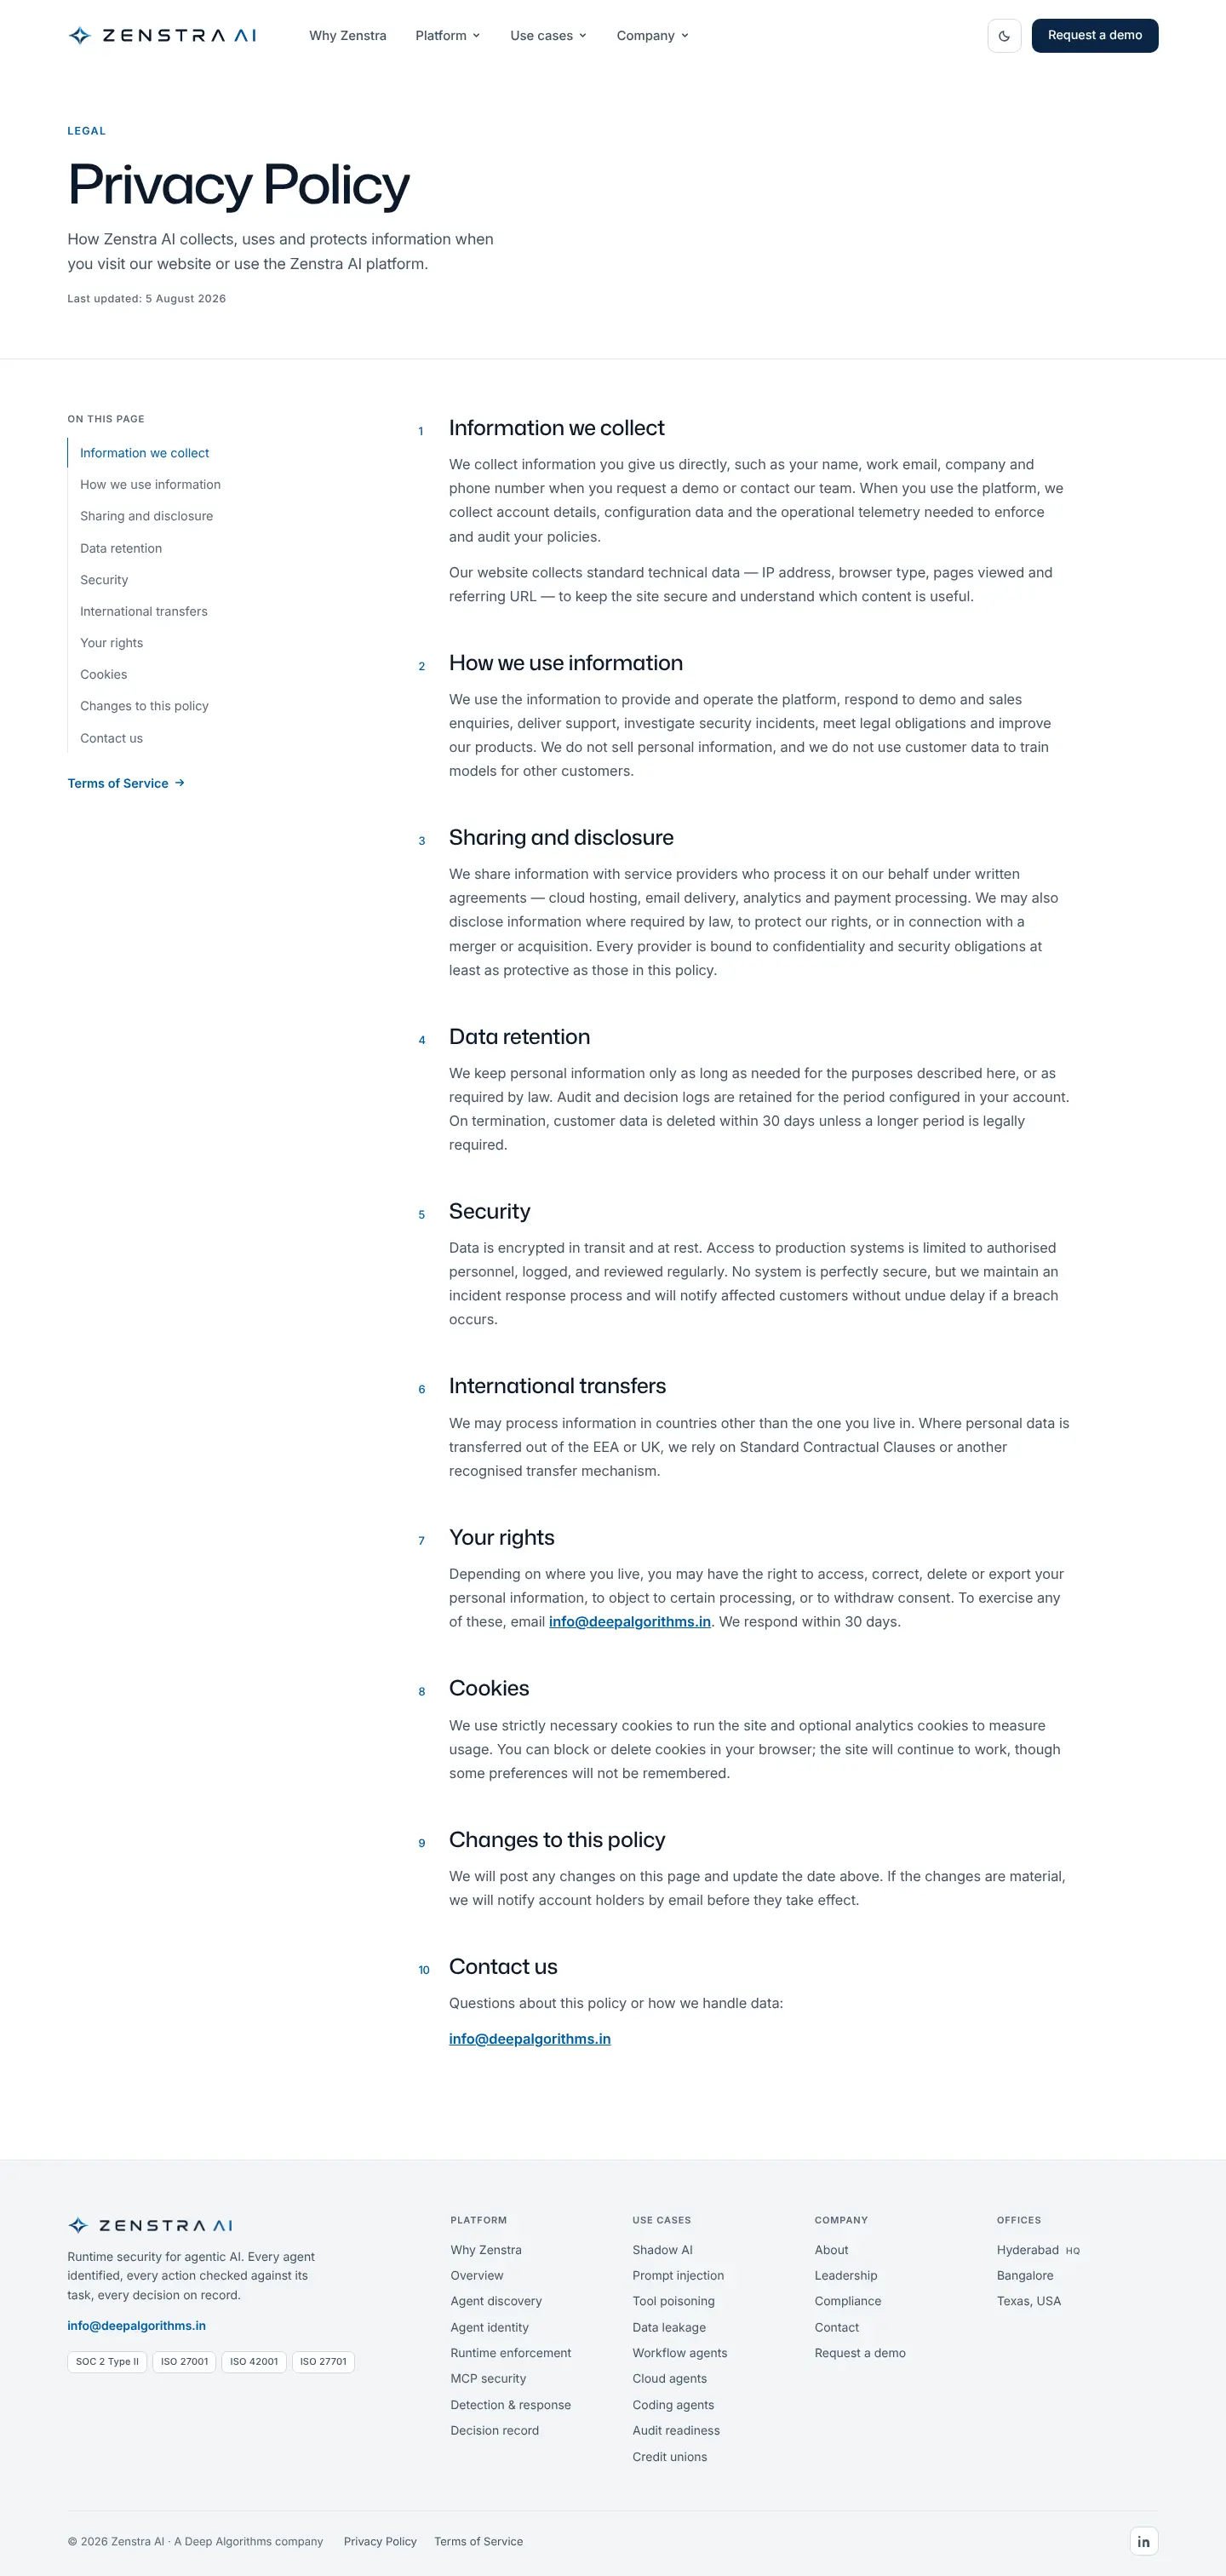 ZENSTRA AI
Why Zenstra
Platform
Use cases
Company
Request a demo
LEGAL
Privacy Policy
How Zenstra AI collects, uses and protects information when
you visit our website or use the Zenstra AI platform.
Last updated: 5 August 2026
ON THIS PAGE
Information we collect
How we use information
Sharing and disclosure
Data retention
Security
International transfers
Your rights
Cookies
Changes to this policy
Contact us
Terms of Service →
1 Information we collect
We collect information you give us directly, such as your name, work email, company and
phone number when you request a demo or contact our team. When you use the platform, we
collect account details, configuration data and the operational telemetry needed to enforce
and audit your policies.
Our website collects standard technical data — IP address, browser type, pages viewed and
referring URL — to keep the site secure and understand which content is useful.
2 How we use information
We use the information to provide and operate the platform, respond to demo and sales
enquiries, deliver support, investigate security incidents, meet legal obligations and improve
our products. We do not sell personal information, and we do not use customer data to train
models for other customers.
3 Sharing and disclosure
We share information with service providers who process it on our behalf under written
agreements — cloud hosting, email delivery, analytics and payment processing. We may also
disclose information where required by law, to protect our rights, or in connection with a
merger or acquisition. Every provider is bound to confidentiality and security obligations at
least as protective as those in this policy.
4 Data retention
We keep personal information only as long as needed for the purposes described here, or as
required by law. Audit and decision logs are retained for the period configured in your account.
On termination, customer data is deleted within 30 days unless a longer period is legally
required.
5 Security
Data is encrypted in transit and at rest. Access to production systems is limited to authorised
personnel, logged, and reviewed regularly. No system is perfectly secure, but we maintain an
incident response process and will notify affected customers without undue delay if a breach
occurs.
6 International transfers
We may process information in countries other than the one you live in. Where personal data is
transferred out of the EEA or UK, we rely on Standard Contractual Clauses or another
recognised transfer mechanism.
7 Your rights
Depending on where you live, you may have the right to access, correct, delete or export your
personal information, to object to certain processing, or to withdraw consent. To exercise any
of these, email info@deepalgorithms.in. We respond within 30 days.
8 Cookies
We use strictly necessary cookies to run the site and optional analytics cookies to measure
usage. You can block or delete cookies in your browser; the site will continue to work, though
some preferences will not be remembered.
9 Changes to this policy
We will post any changes on this page and update the date above. If the changes are material,
we will notify account holders by email before they take effect.
10 Contact us
Questions about this policy or how we handle data:
info@deepalgorithms.in
ZENSTRA AI
Runtime security for agentic AI. Every agent
identified, every action checked against its
task, every decision on record.
info@deepalgorithms.in
SOC 2 Type II
ISO 27001
ISO 42001
ISO 27701
PLATFORM
Why Zenstra
Overview
Agent discovery
Agent identity
Runtime enforcement
MCP security
Detection & response
Decision record
USE CASES
Shadow AI
Prompt injection
Tool poisoning
Data leakage
Workflow agents
Cloud agents
Coding agents
Audit readiness
Credit unions
COMPANY
About
Leadership
Compliance
Contact
Request a demo
OFFICES
Hyderabad HQ
Bangalore
Texas, USA
© 2026 Zenstra AI · A Deep Algorithms company
Privacy Policy
Terms of Service
in